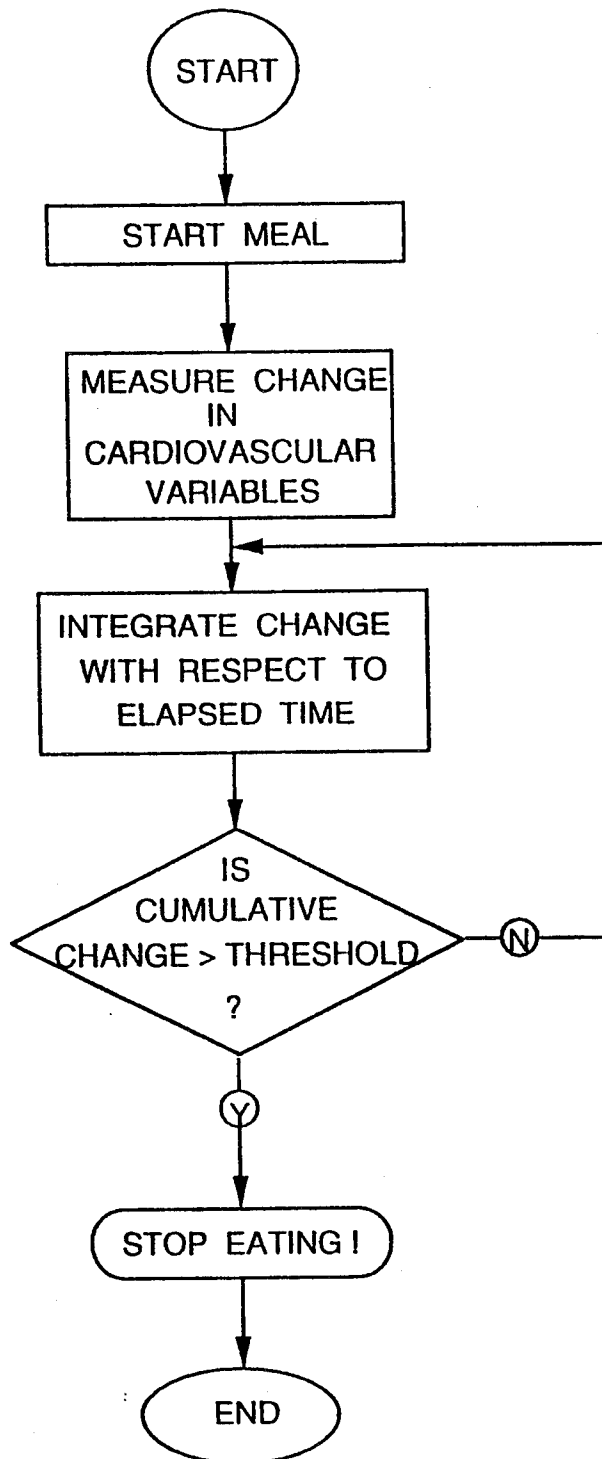 START
START MEAL
MEASURE CHANGE
IN
CARDIOVASCULAR
VARIABLES
INTEGRATE CHANGE
WITH RESPECT TO
ELAPSED TIME
IS
CUMULATIVE
CHANGE > THRESHOLD
?
N
Y
STOP EATING !
END